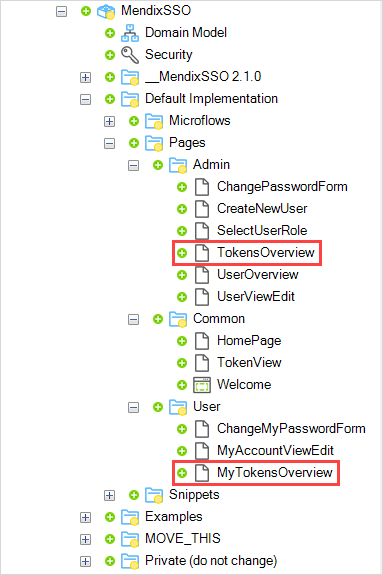 MendixSSO
Domain Model
Security
__MendixSSO 2.1.0
Default Implementation
Microflows
Pages
Admin
ChangePasswordForm
CreateNewUser
SelectUserRole
TokensOverview
UserOverview
UserViewEdit
Common
HomePage
TokenView
Welcome
User
ChangeMyPasswordForm
MyAccountViewEdit
MyTokensOverview
Snippets
Examples
MOVE_THIS
Private (do not change)